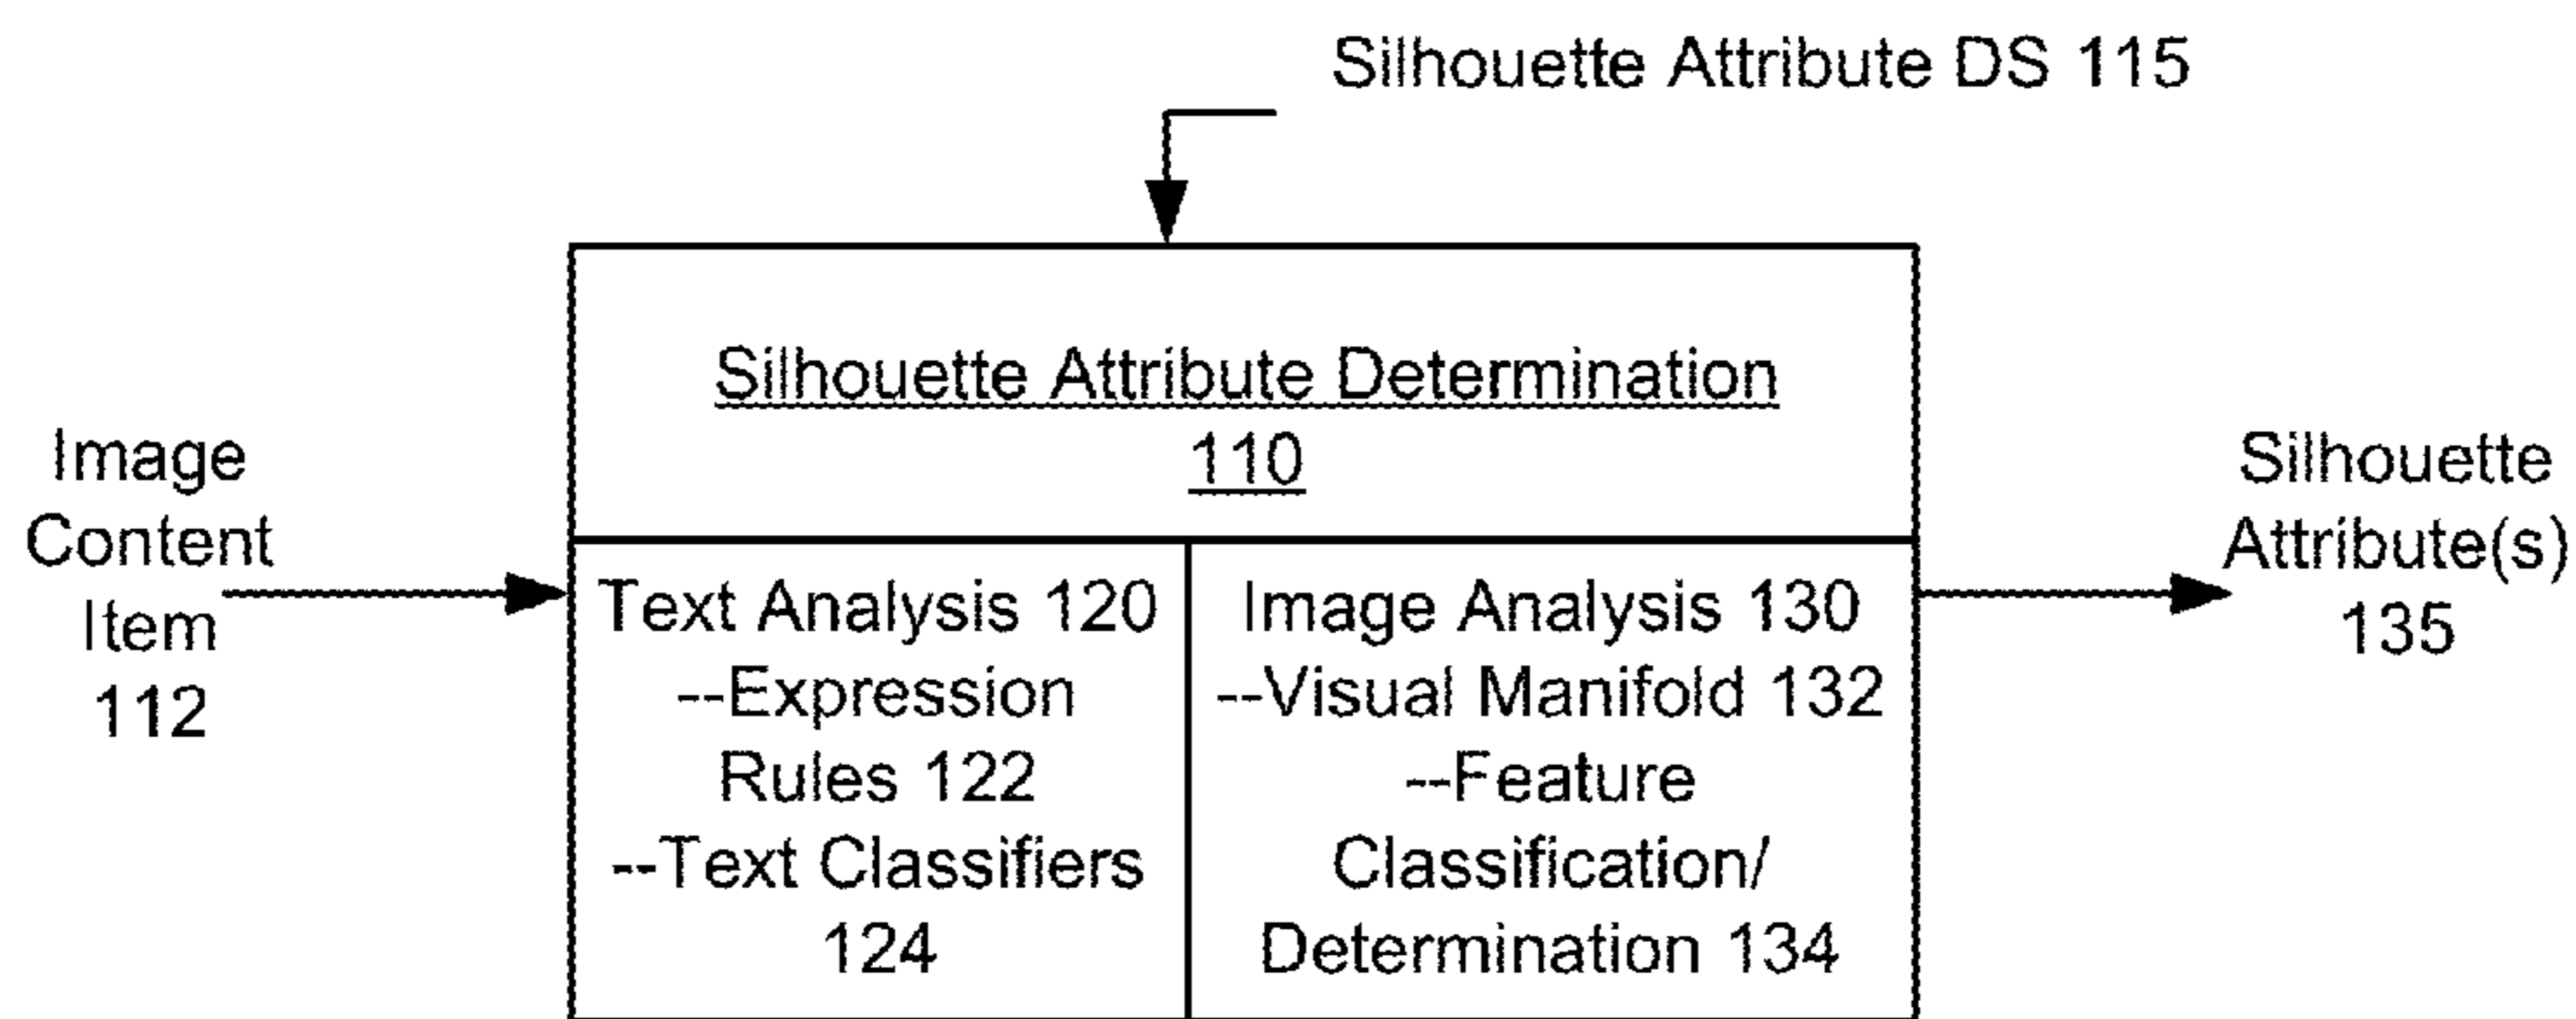 Silhouette Attribute DS 115
Image
Content
Item
112
Silhouette Attribute Determination
110
Text Analysis 120
--Expression
Rules 122
--Text Classifiers
124
Image Analysis 130
--Visual Manifold 132
--Feature
Classification/
Determination 134
Silhouette
Attribute(s)
135